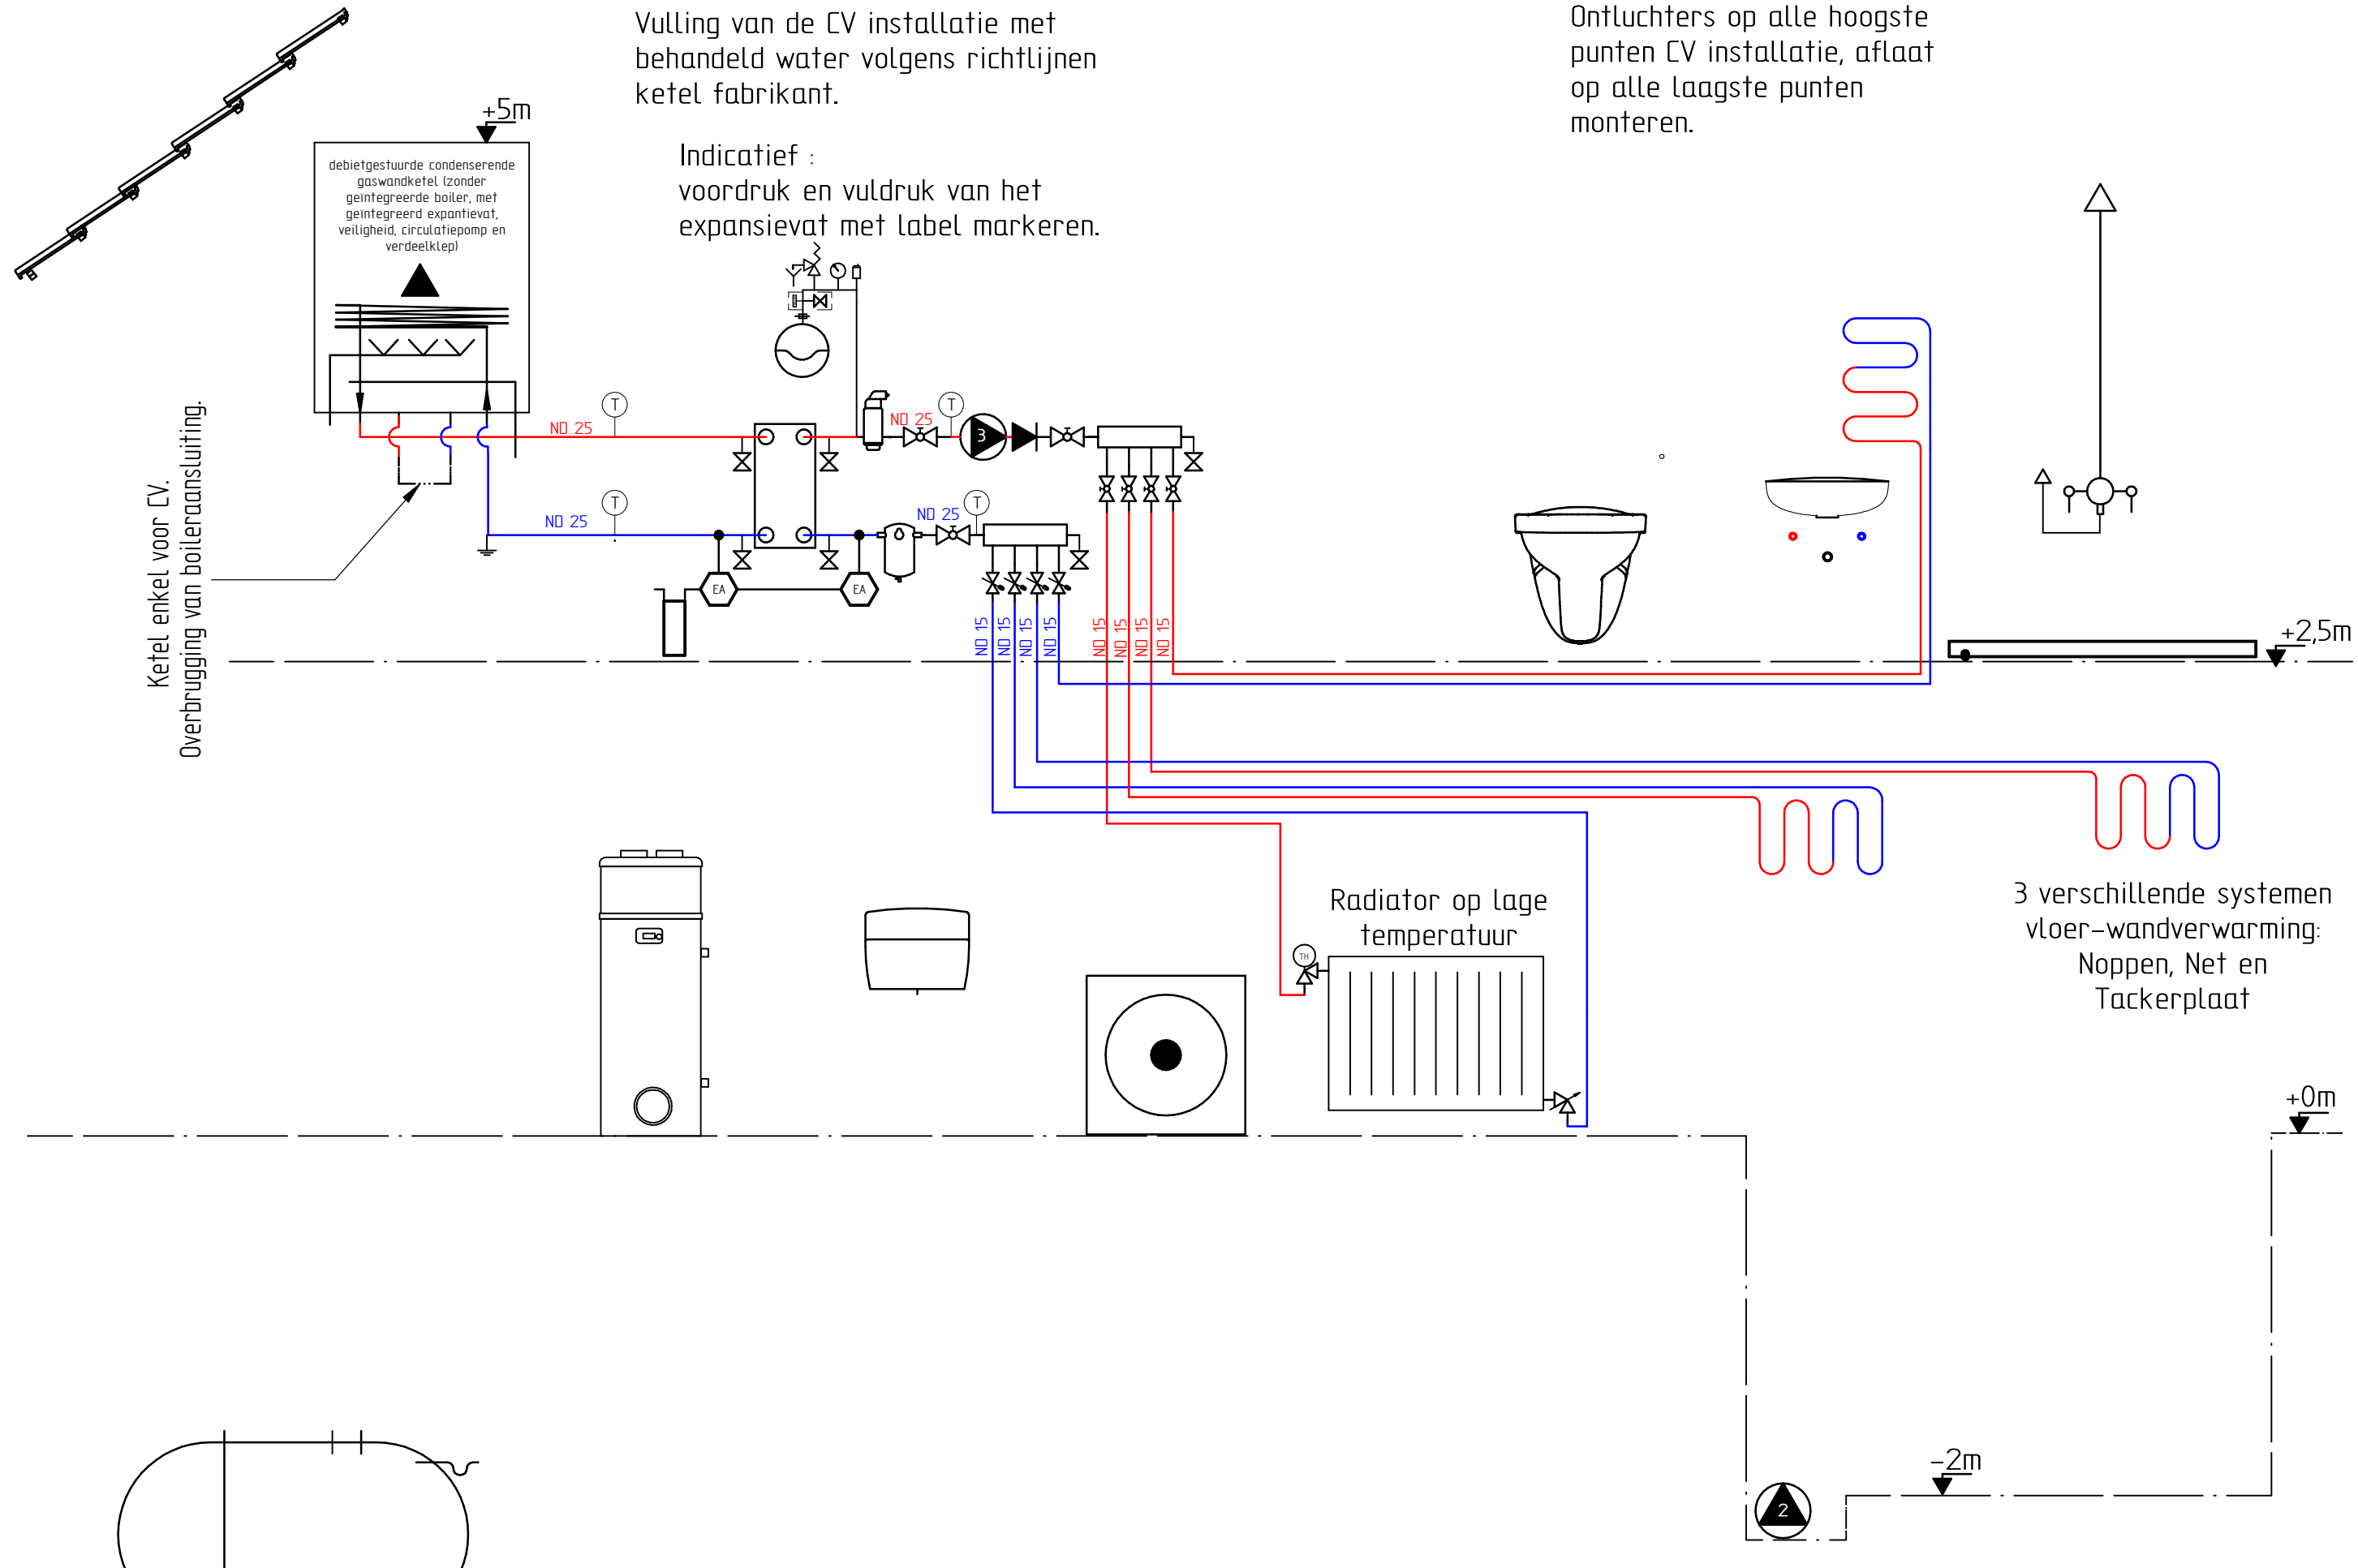 Vulling van de CV installatie met
behandeld water volgens richtlijnen
ketel fabrikant.
Ontluchters op alle hoogste
punten CV installatie, aflaat
op alle laagste punten
monteren.
+5m
debietgestuurde condenserende
gaswandketel (zonder
geïntegreerde boiler, met
geïntegreerd expantievat,
veiligheid, circulatiepomp en
verdeelklep)
Indicatief :
voordruk en vuldruk van het
expansievat met label markeren.
Ketel enkel voor CV.
Overbrugging van boileraansluiting.
ND 25
T
ND 25
T
3
ND 25
T
ND 25
T
EA
EA
ND 15
ND 15
ND 15
ND 15
ND 15
ND 15
ND 15
ND 15
+2,5m
Radiator op lage
temperatuur
TH
3 verschillende systemen
vloer-wandverwarming:
Noppen, Net en
Tackerplaat
+0m
-2m
2